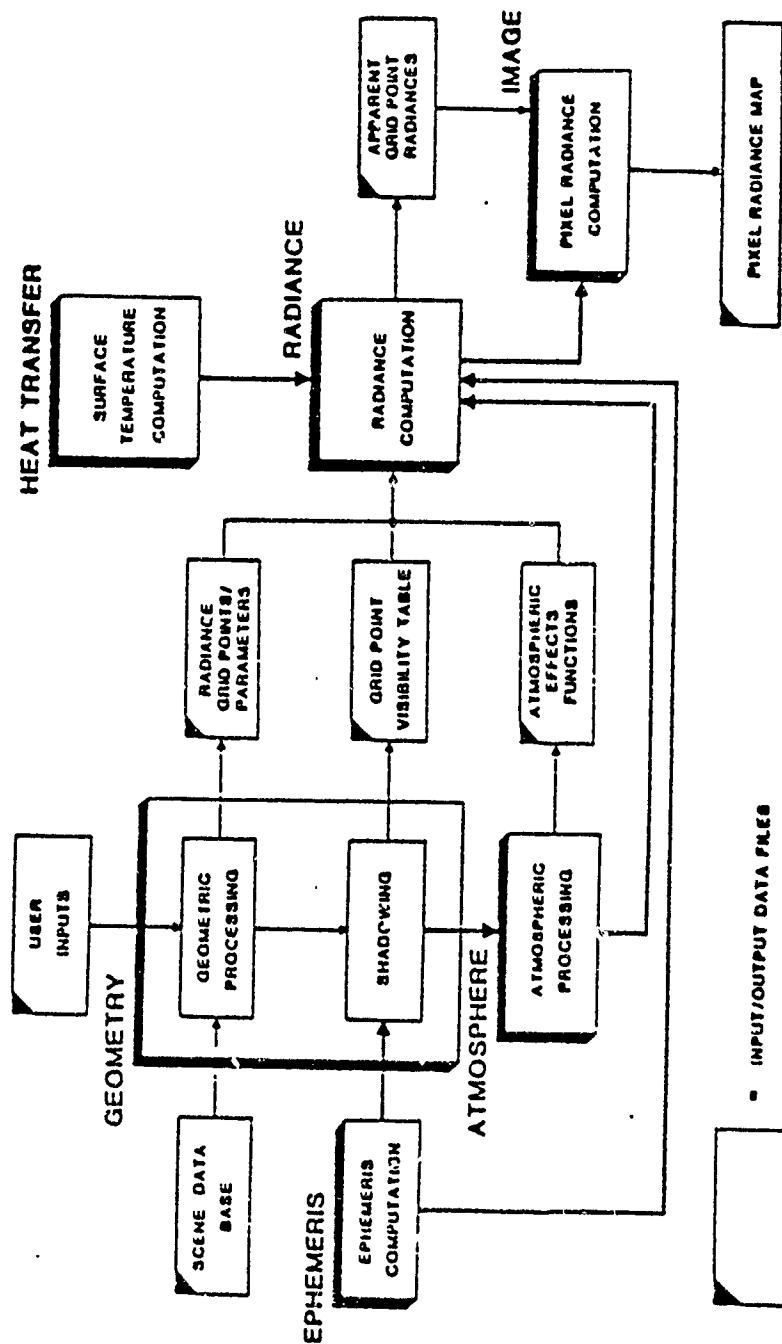 USER
INPUTS
GEOMETRY
SCENE DATA
BASE
GEOMETRIC
PROCESSING
RADIANCE
GRID POINTS/
PARAMETERS
HEAT TRANSFER
SURFACE
TEMPERATURE
COMPUTATION
EPHEMERIS
EPHEMERIS
COMPUTATION
SHADOWING
GRID POINT
VISIBILITY TABLE
RADIANCE
RADIANCE
COMPUTATION
APPARENT
GRID POINT
RADIANCES
ATMOSPHERE
ATMOSPHERIC
PROCESSING
ATMOSPHERIC
EFFECTS
FUNCTIONS
IMAGE
PIXEL RADIANCE
COMPUTATION
= INPUT/OUTPUT DATA FILES
PIXEL RADIANCE MAP